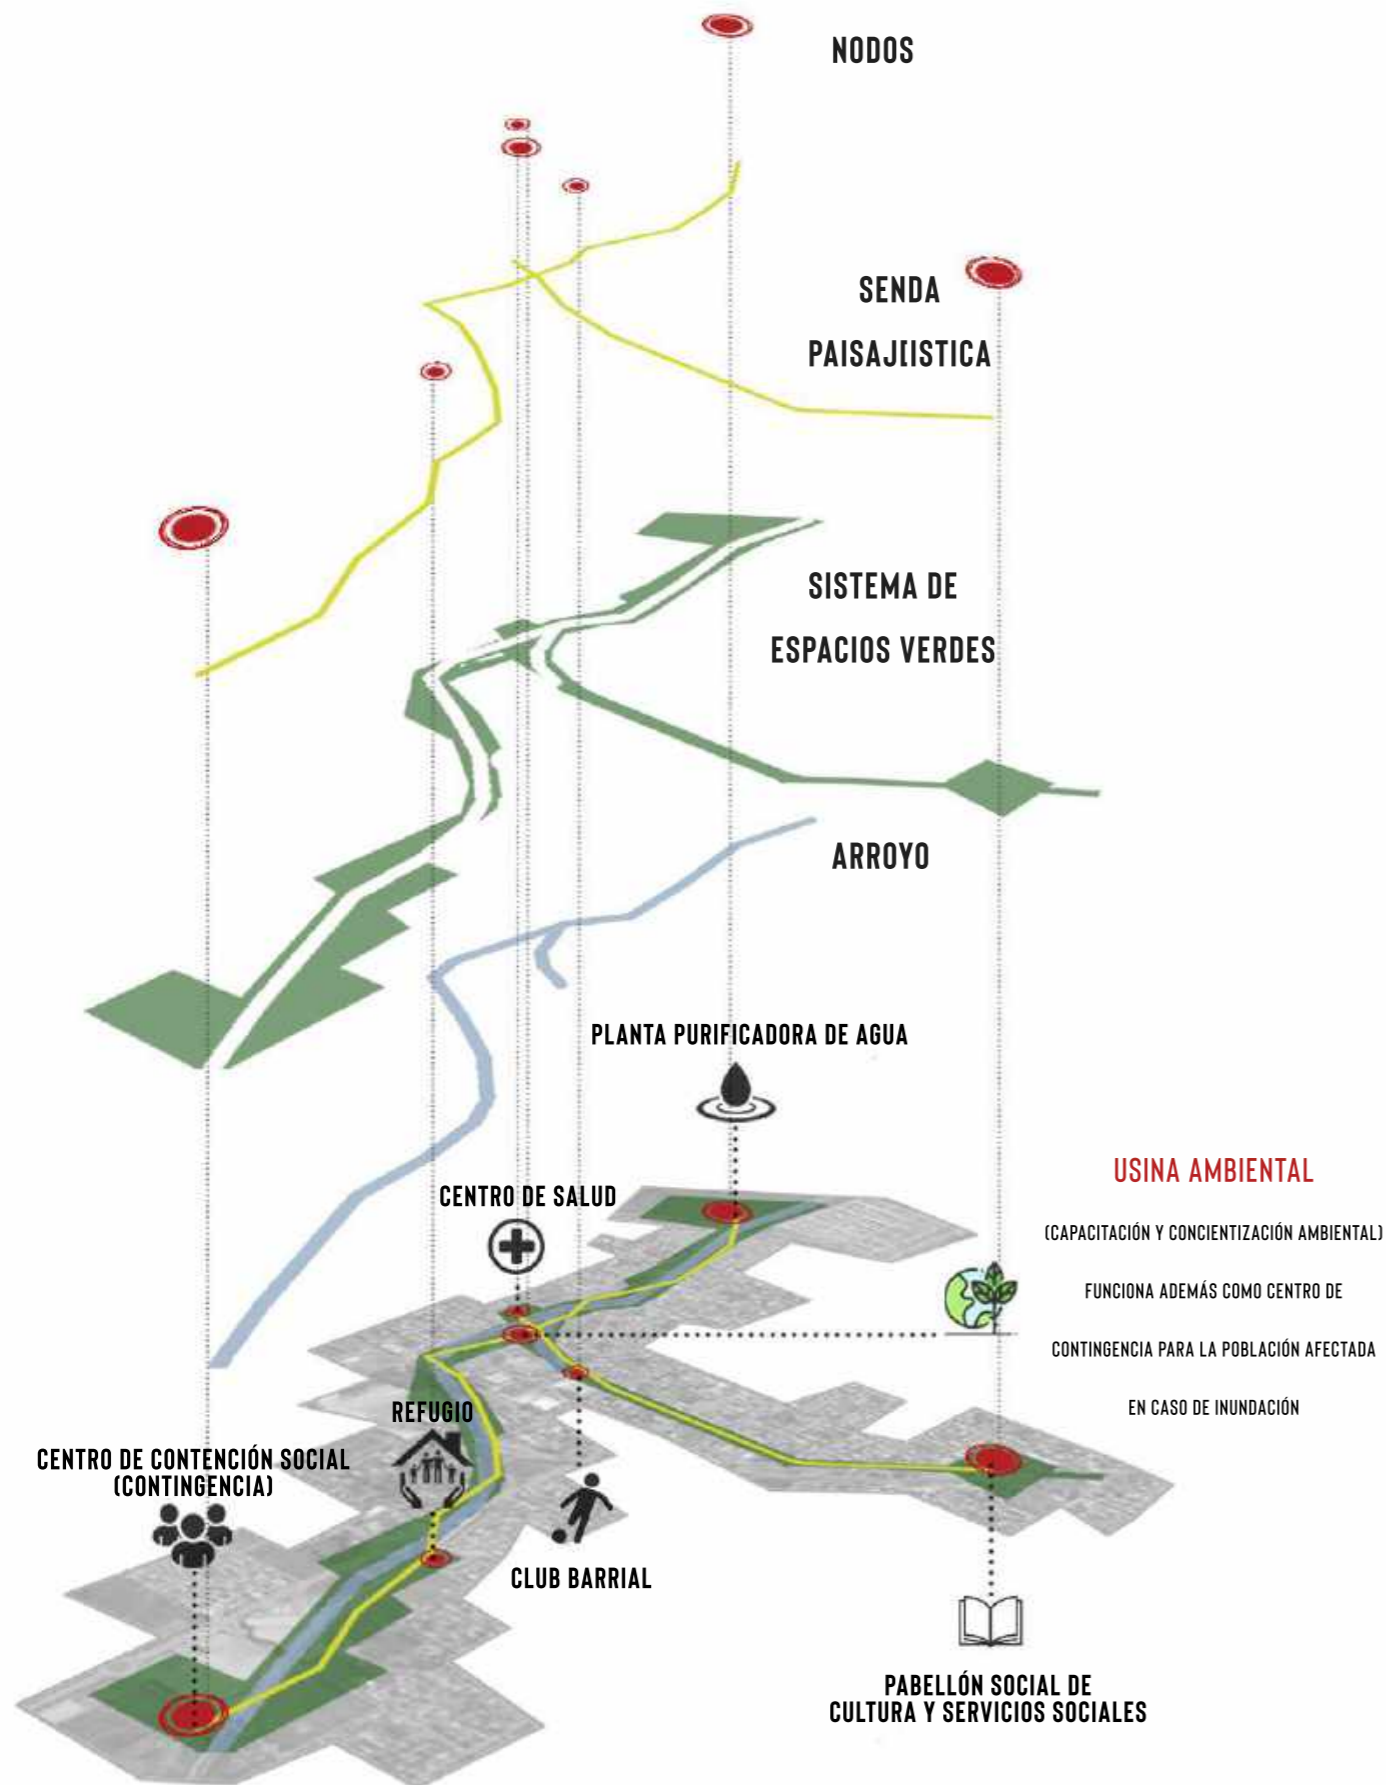 NODOS
SENDA
PAISAJ[ISTICA
SISTEMA DE
ESPACIOS VERDES
ARROYO
PLANTA PURIFICADORA DE AGUA
CENTRO DE SALUD
USINA AMBIENTAL
(CAPACITACIÓN Y CONCIENTIZACIÓN AMBIENTAL)
FUNCIONA ADEMÁS COMO CENTRO DE
CONTINGENCIA PARA LA POBLACIÓN AFECTADA
EN CASO DE INUNDACIÓN
REFUGIO
CENTRO DE CONTENCIÓN SOCIAL
(CONTINGENCIA)
CLUB BARRIAL
PABELLÓN SOCIAL DE
CULTURA Y SERVICIOS SOCIALES